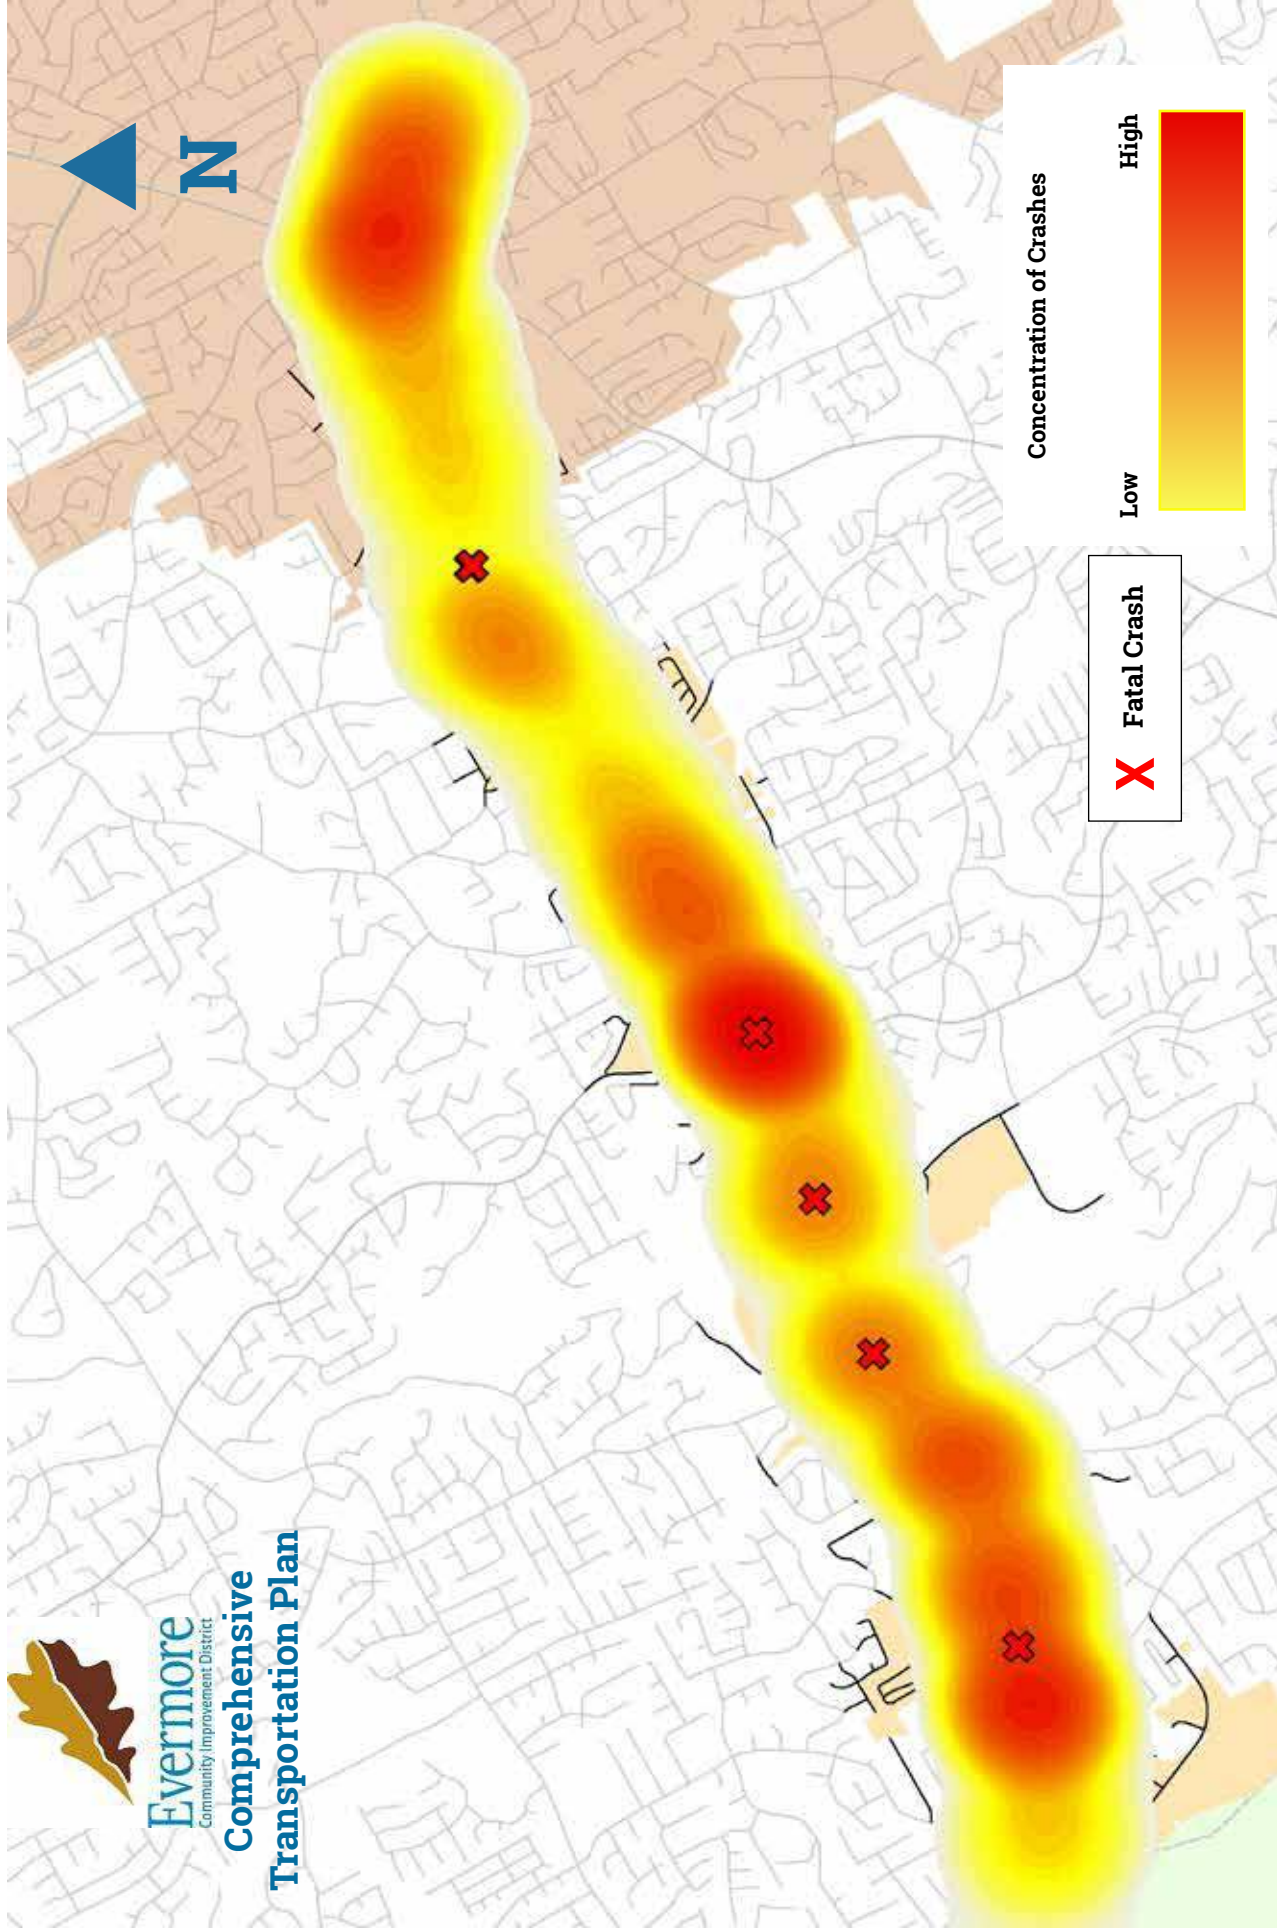 Evermore
Community Improvement District
Comprehensive
Transportation Plan
N
Concentration of Crashes
Low
High
X Fatal Crash